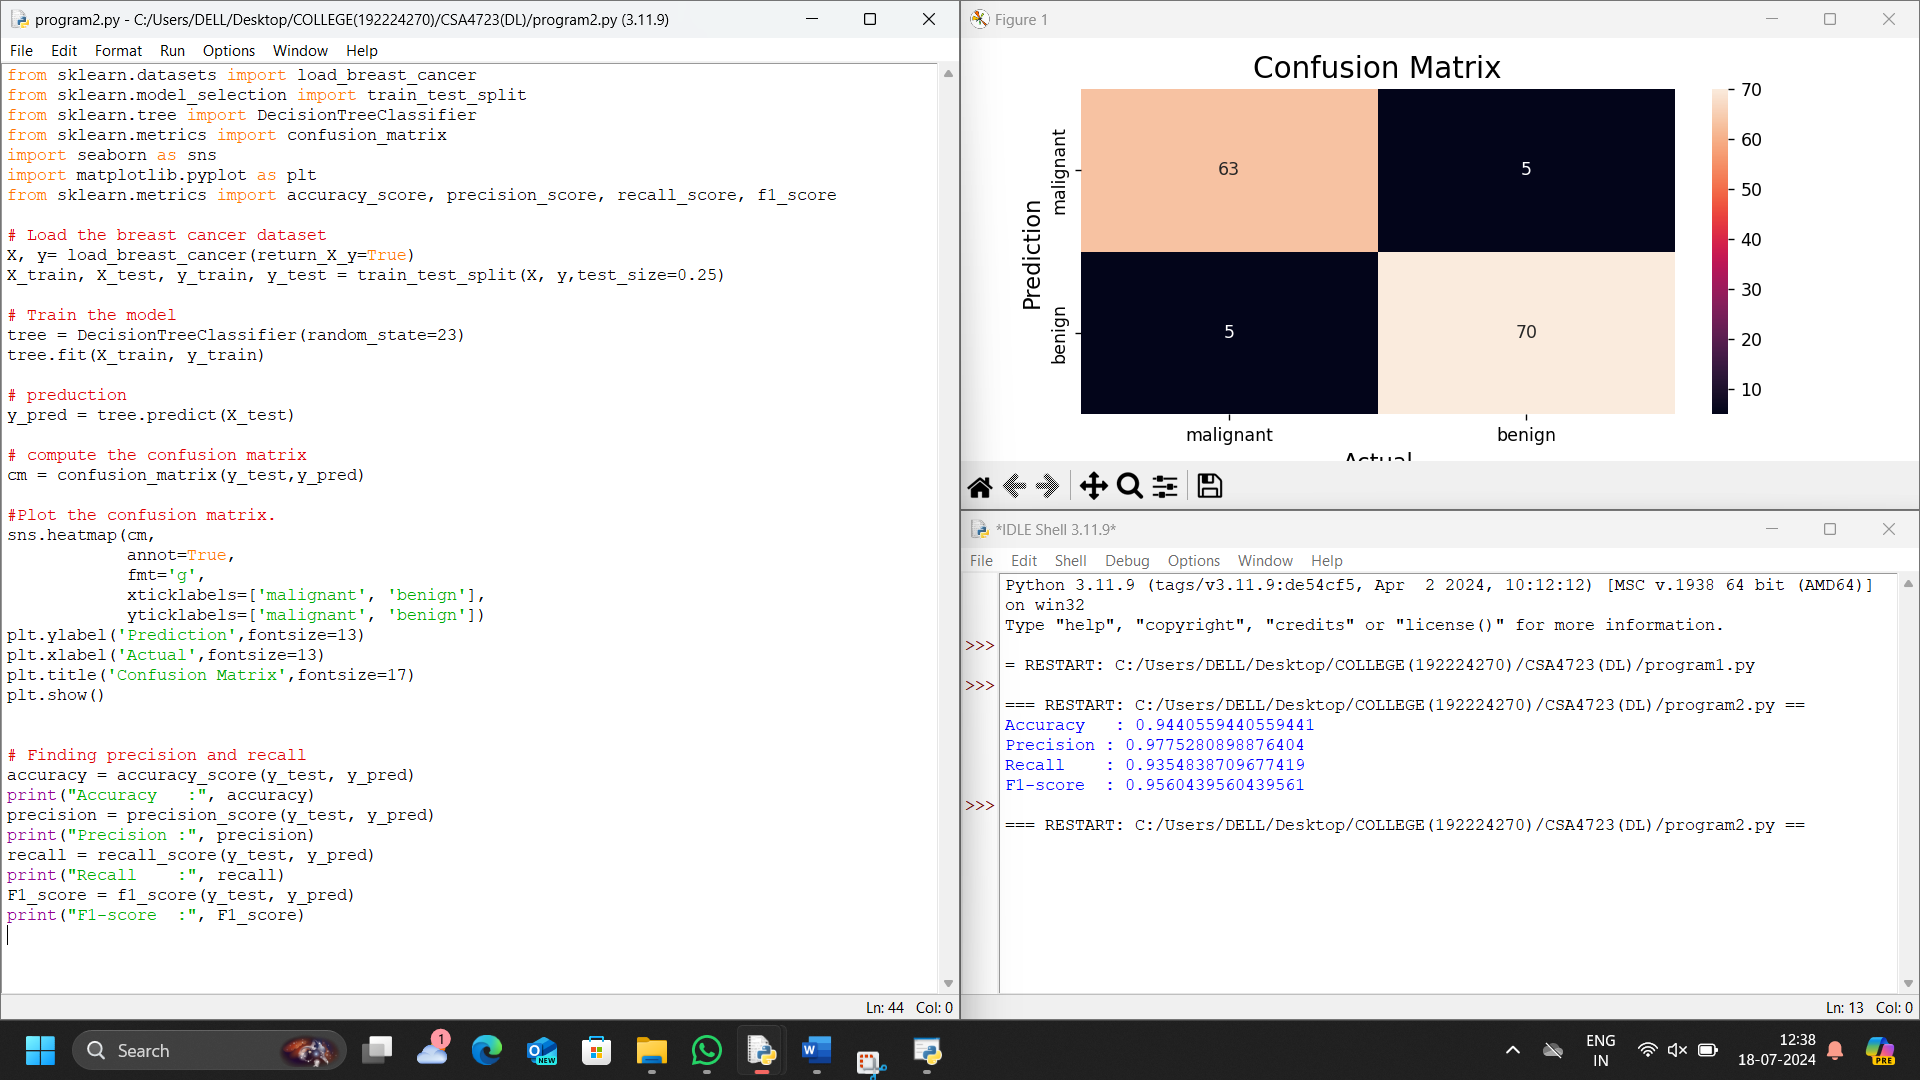 program2.py - C:/Users/DELL/Desktop/COLLEGE(192224270)/CSA4723(DL)/program2.py (3.11.9)
File Edit Format Run Options Window Help
from sklearn.datasets import load_breast_cancer
from sklearn.model_selection import train_test_split
from sklearn.tree import DecisionTreeClassifier
from sklearn.metrics import confusion_matrix
import seaborn as sns
import matplotlib.pyplot as plt
from sklearn.metrics import accuracy_score, precision_score, recall_score, f1_score
# Load the breast cancer dataset
X, y= load_breast_cancer(return_X_y=True)
X_train, X_test, y_train, y_test = train_test_split(X, y,test_size=0.25)
# Train the model
tree = DecisionTreeClassifier(random_state=23)
tree.fit(X_train, y_train)
# preduction
y_pred = tree.predict(X_test)
# compute the confusion matrix
cm = confusion_matrix(y_test,y_pred)
#Plot the confusion matrix.
sns.heatmap(cm,
            annot=True,
            fmt='g',
            xticklabels=['malignant', 'benign'],
            yticklabels=['malignant', 'benign'])
plt.ylabel('Prediction',fontsize=13)
plt.xlabel('Actual',fontsize=13)
plt.title('Confusion Matrix',fontsize=17)
plt.show()
# Finding precision and recall
accuracy = accuracy_score(y_test, y_pred)
print("Accuracy   :", accuracy)
precision = precision_score(y_test, y_pred)
print("Precision :", precision)
recall = recall_score(y_test, y_pred)
print("Recall    :", recall)
F1_score = f1_score(y_test, y_pred)
print("F1-score  :", F1_score)
Ln: 44 Col: 0
Figure 1
Confusion Matrix
Prediction
malignant
benign
63 5
5 70
malignant benign
Actual
70
60
50
40
30
20
10
*IDLE Shell 3.11.9*
File Edit Shell Debug Options Window Help
Python 3.11.9 (tags/v3.11.9:de54cf5, Apr  2 2024, 10:12:12) [MSC v.1938 64 bit (AMD64)]
on win32
Type "help", "copyright", "credits" or "license()" for more information.
>>>
= RESTART: C:/Users/DELL/Desktop/COLLEGE(192224270)/CSA4723(DL)/program1.py
>>>
=== RESTART: C:/Users/DELL/Desktop/COLLEGE(192224270)/CSA4723(DL)/program2.py ==
Accuracy   : 0.9440559440559441
Precision : 0.9775280898876404
Recall    : 0.9354838709677419
F1-score  : 0.9560439560439561
>>>
=== RESTART: C:/Users/DELL/Desktop/COLLEGE(192224270)/CSA4723(DL)/program2.py ==
Ln: 13 Col: 0
Search
1
NEW
W
ENG
IN
12:38
18-07-2024
PRE